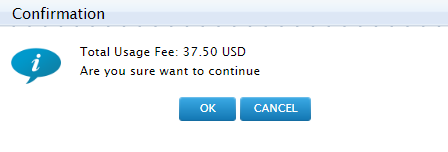 Confirmation
Total Usage Fee: 37.50 USD
Are you sure want to continue
OK CANCEL